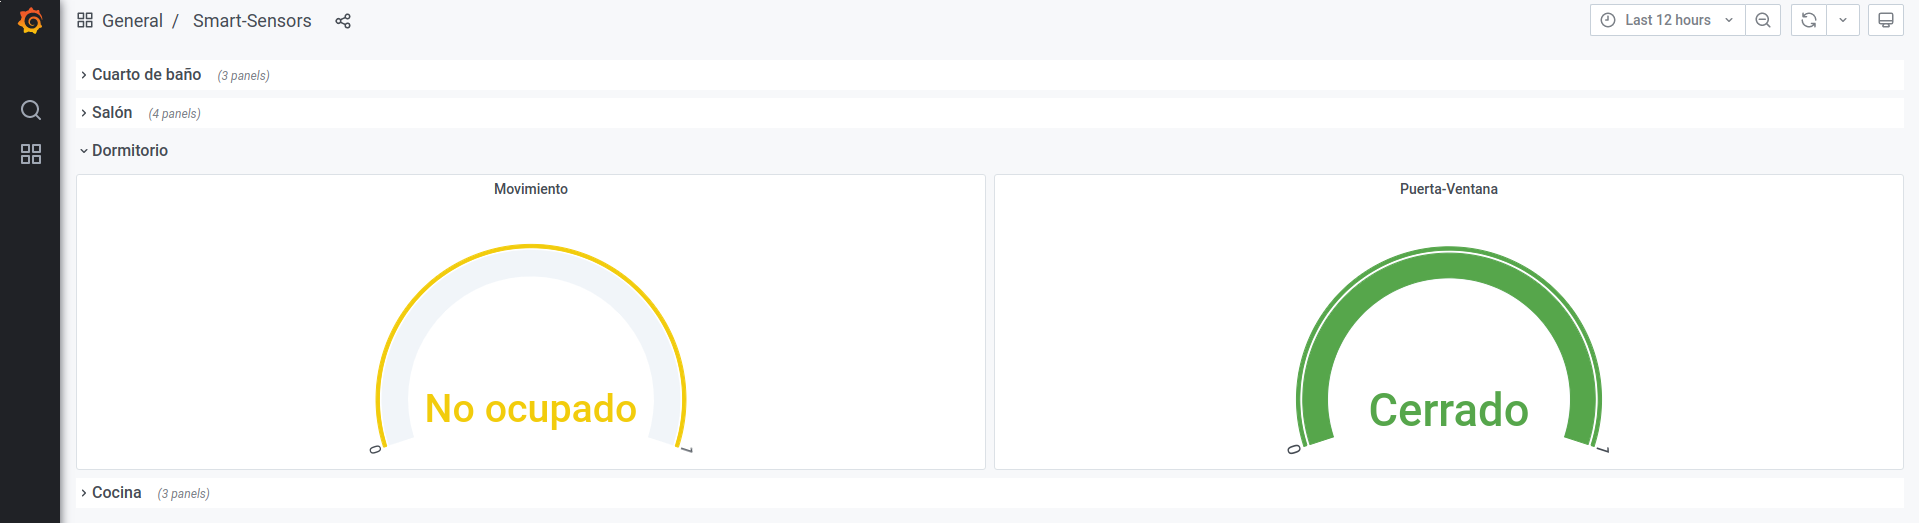 General / Smart-Sensors
Last 12 hours
Cuarto de baño (3 panels)
Salón (4 panels)
Dormitorio
Movimiento
No ocupado
0
1
Puerta-Ventana
Cerrado
0
1
Cocina (3 panels)